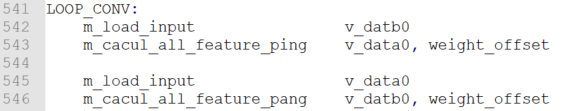 541 LOOP_CONV:
542     m_load_input                    v_datb0
543     m_cacul_all_feature_ping        v_data0, weight_offset
544
545     m_load_input                    v_data0
546     m_cacul_all_feature_pang        v_datb0, weight_offset